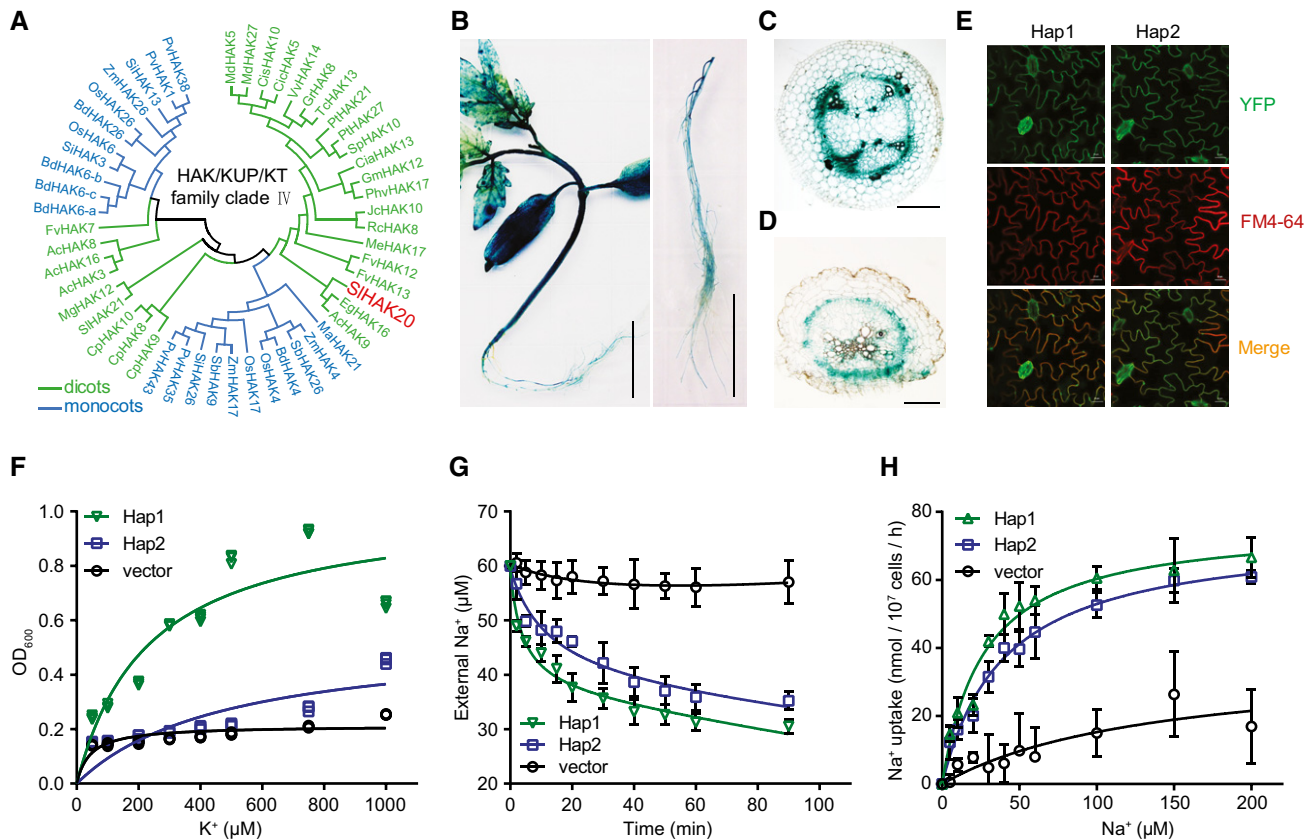 A
MdHAK5
MdHAK27
CisHAK10
CicHAK5
VvHAK14
GrHAK8
TcHAK13
PtHAK21
PtHAK27
SpHAK10
CiaHAK13
GmHAK12
PhvHAK17
JcHAK10
RcHAK8
MeHAK17
FvHAK12
FvHAK13
SlHAK20
EgHAK16
AcHAK9
MaHAK21
ZmHAK4
SbHAK26
BdHAK4
OsHAK4
OsHAK17
ZmHAK17
SbHAK9
SiHAK26
PvHAK35
PvHAK43
CpHAK9
CpHAK8
CpHAK10
SlHAK21
MgHAK12
AcHAK3
AcHAK16
AcHAK8
FvHAK7
BdHAK6-a
BdHAK6-c
BdHAK6-b
SiHAK3
OsHAK6
BdHAK26
OsHAK26
ZmHAK26
SiHAK13
PvHAK1
PvHAK38
HAK/KUP/KT
family clade Ⅳ
dicots
monocots
B
C
D
E
Hap1
Hap2
YFP
FM4-64
Merge
F
Hap1
Hap2
vector
OD600
1.0
0.8
0.6
0.4
0.2
0.0
0
200
400
600
800
1000
K⁺ (µM)
G
External Na⁺ (µM)
70
60
50
40
30
20
Hap1
Hap2
vector
0
20
40
60
80
100
Time (min)
H
Hap1
Hap2
vector
Na⁺ uptake (nmol / 10⁷ cells / h)
80
60
40
20
0
0
50
100
150
200
Na⁺ (µM)